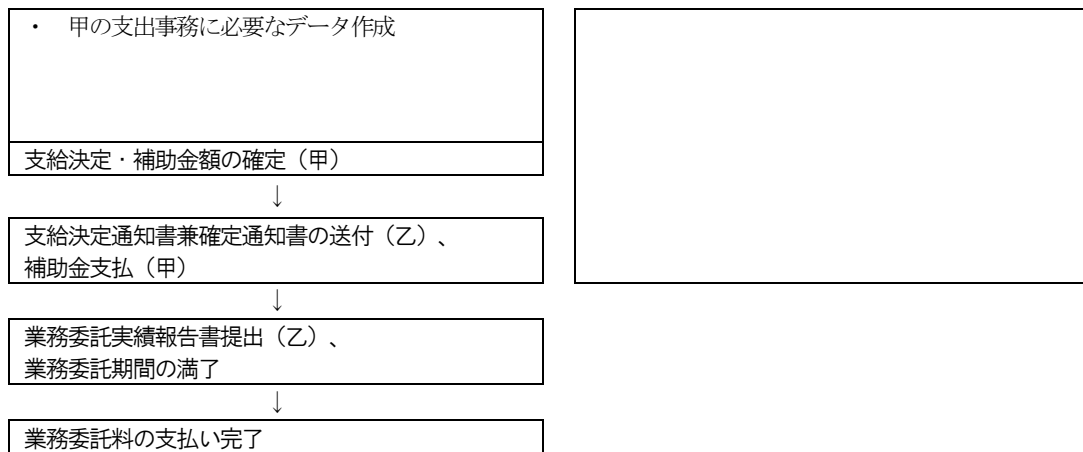 ・　甲の支出事務に必要なデータ作成
支給決定・補助金額の確定（甲）
↓
支給決定通知書兼確定通知書の送付（乙）、
補助金支払（甲）
↓
業務委託実績報告書提出（乙）、
業務委託期間の満了
↓
業務委託料の支払い完了